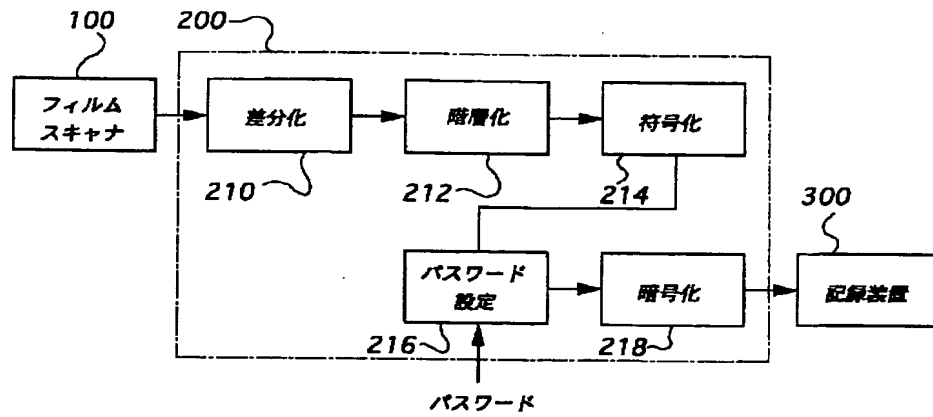 100
200
フィルム
スキャナ
差分化
階層化
符号化
210
212
214
300
パスワード
設定
暗号化
記録装置
216
218
パスワード